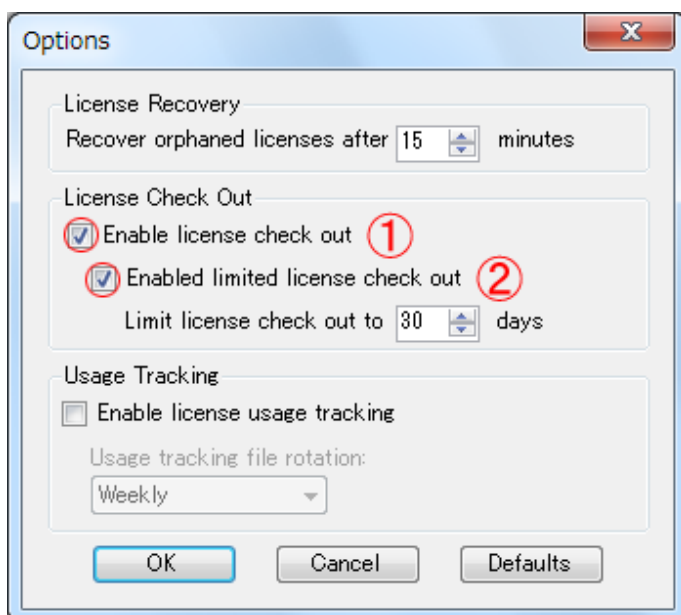 Options
License Recovery
Recover orphaned licenses after 15 minutes
License Check Out
Enable license check out ①
Enabled limited license check out ②
Limit license check out to 30 days
Usage Tracking
Enable license usage tracking
Usage tracking file rotation:
Weekly
OK Cancel Defaults